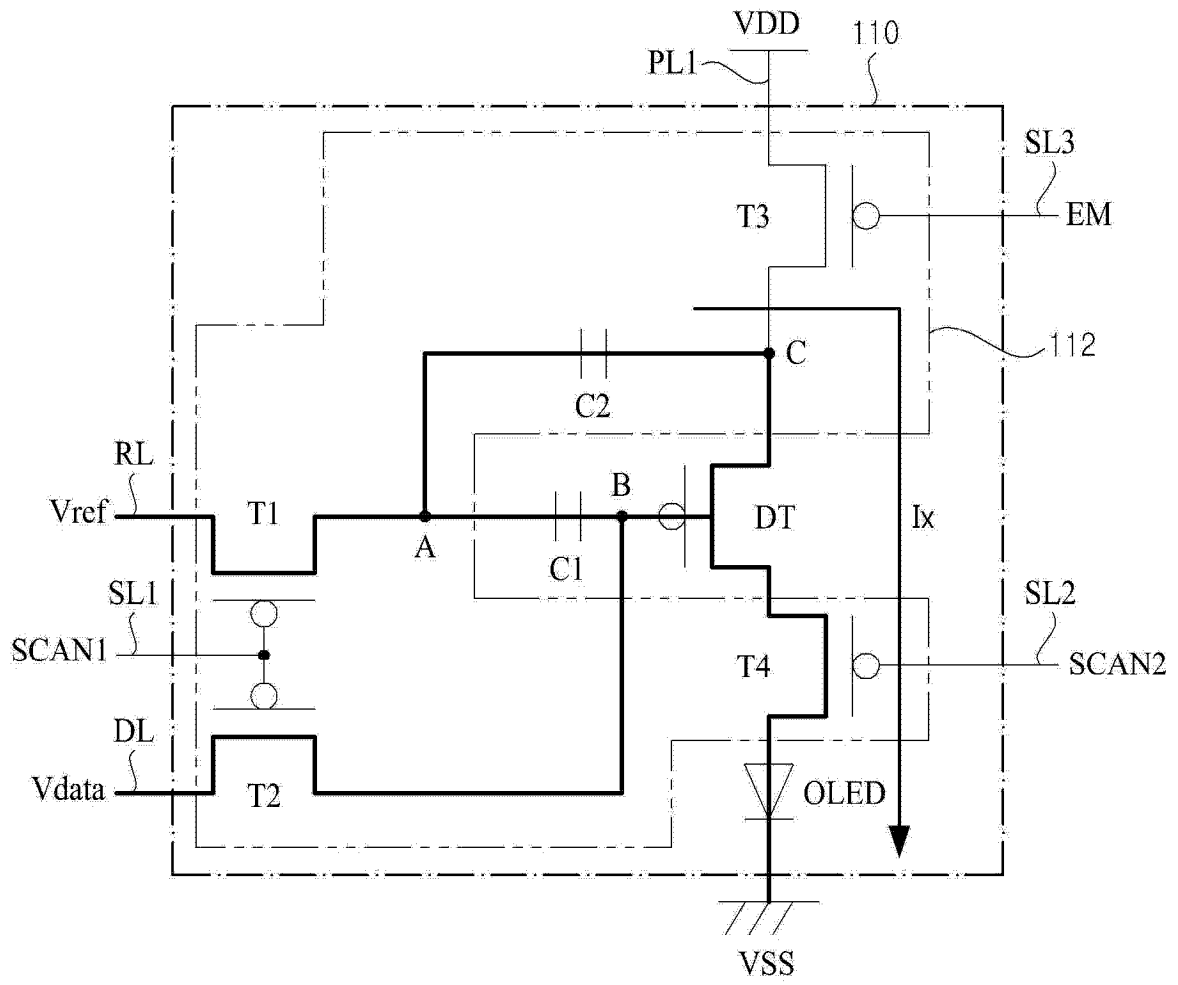 VDD
110
PL1
SL3
T3
EM
C
112
C2
RL
B
Vref
T1
DT
Ix
A
C1
SL1
SL2
SCAN1
T4
SCAN2
DL
Vdata
T2
OLED
VSS